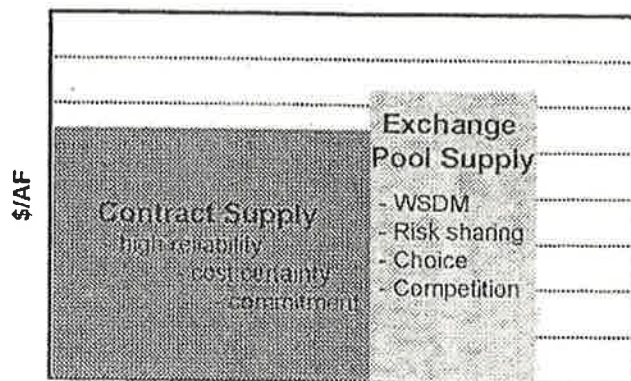 $/AF
Contract Supply
- high reliability
- cost certainty
- commitment
Exchange
Pool Supply
- WSDM
- Risk sharing
- Choice
- Competition